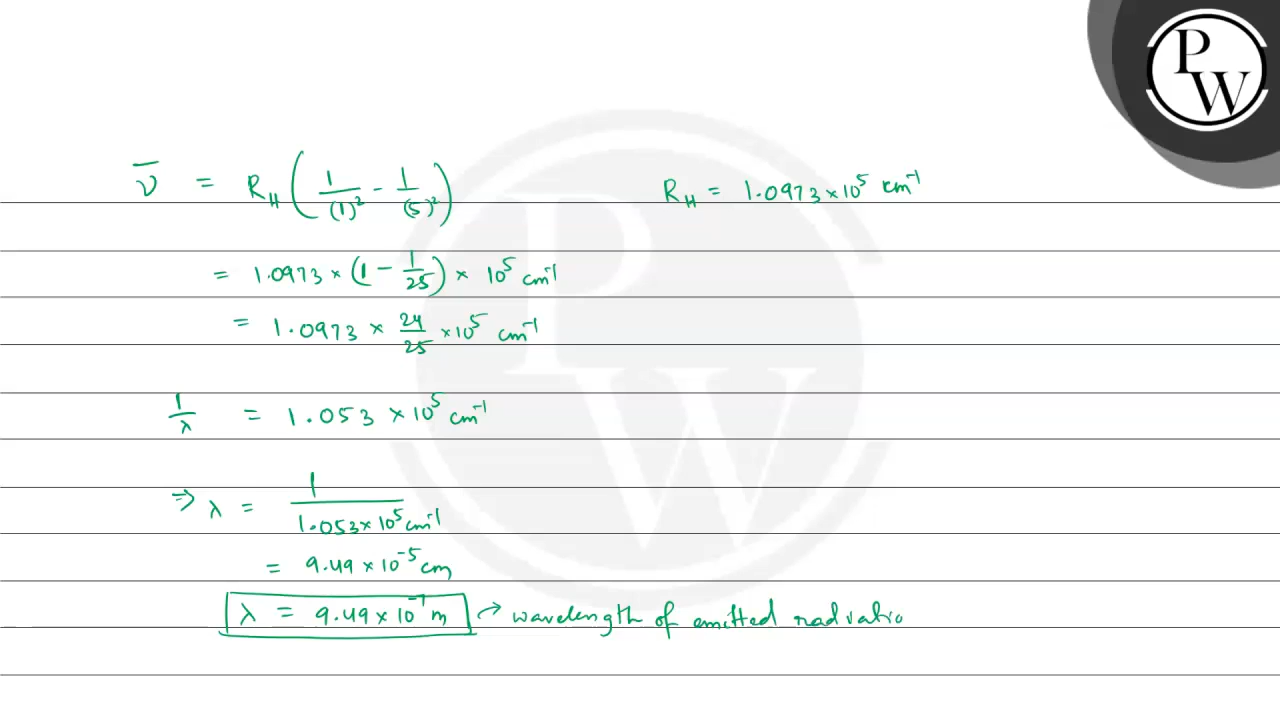 PW
ν̅ = R_H ( 1/(1)² - 1/(5)² ) R_H = 1.0973 × 10⁵ cm⁻¹
= 1.0973 × (1 - 1/25) × 10⁵ cm⁻¹
= 1.0973 × 24/25 × 10⁵ cm⁻¹
1/λ = 1.053 × 10⁵ cm⁻¹
⇒ λ = 1/(1.053 × 10⁵ cm⁻¹)
= 9.49 × 10⁻⁵ cm
λ = 9.49 × 10⁻⁷ m → wavelength of emitted radiatio
PW